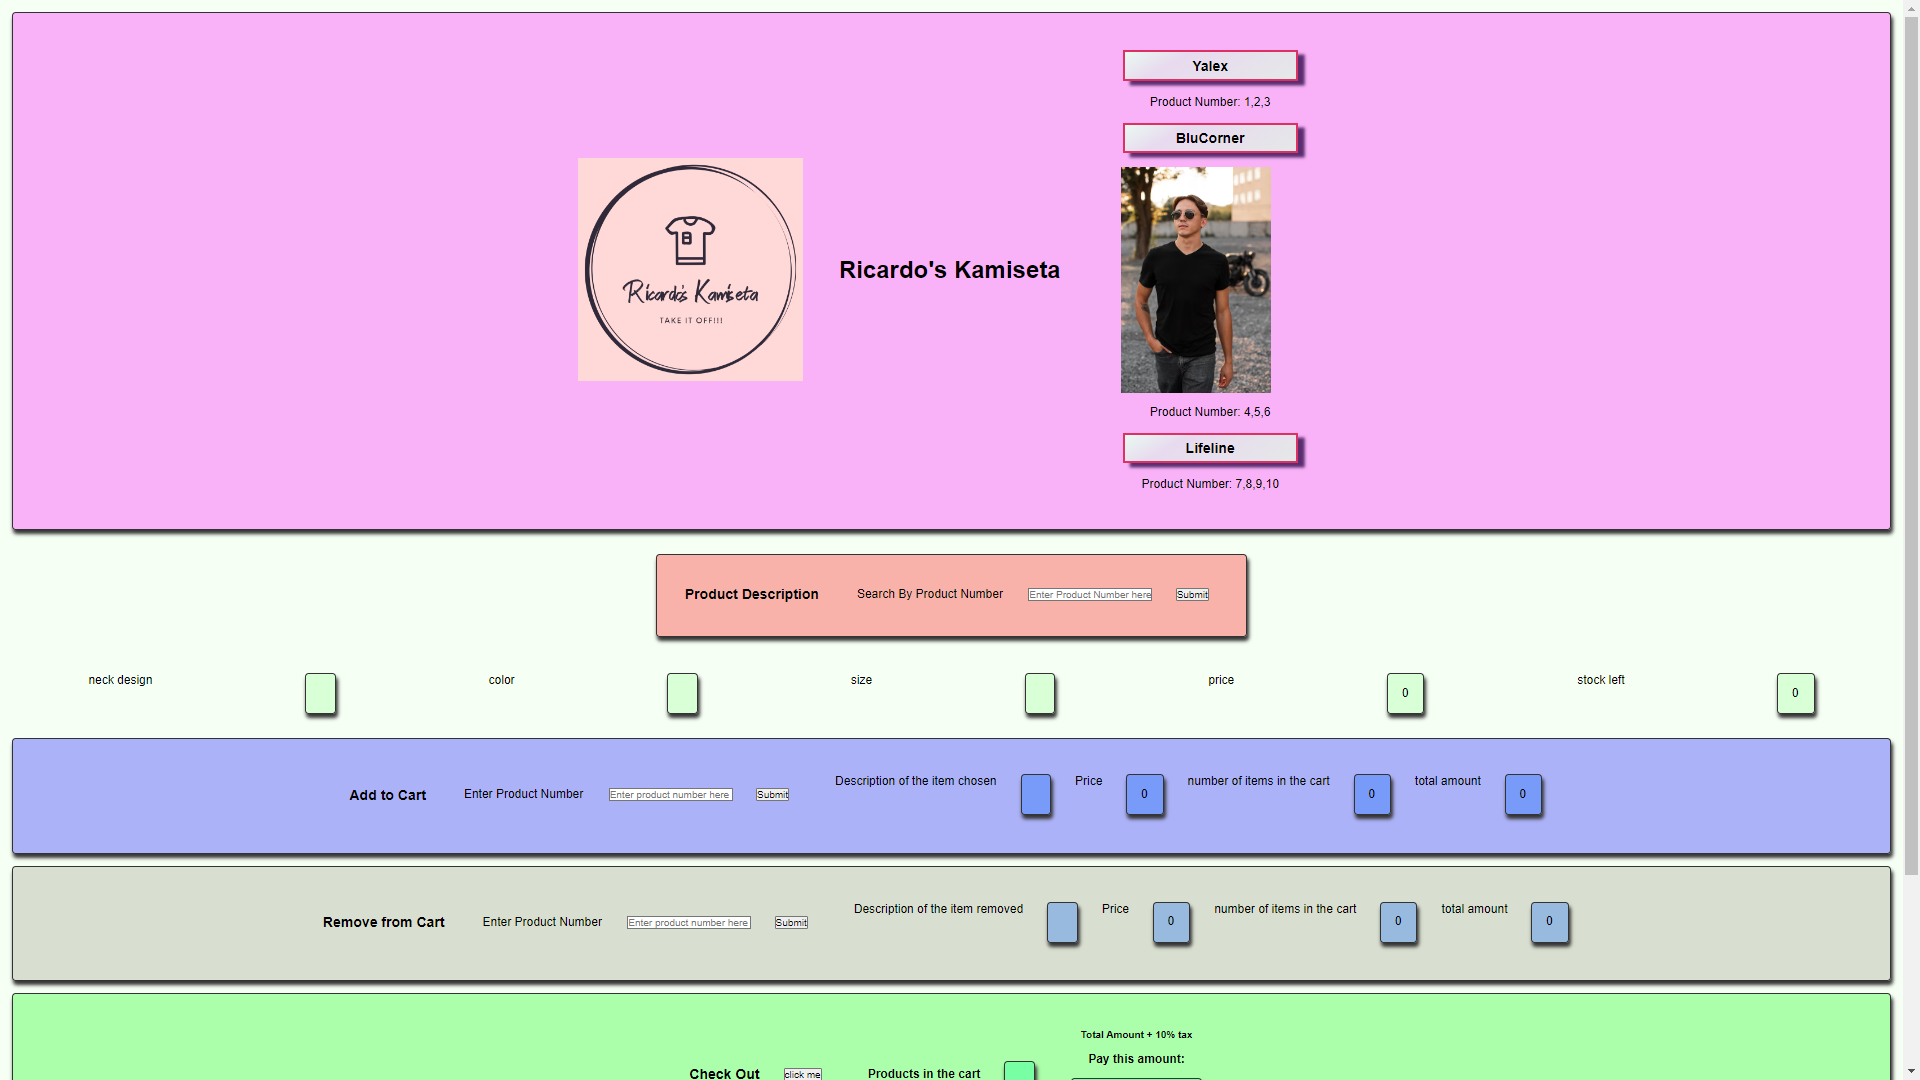 Yalex
Product Number: 1,2,3
BluCorner
B
Ricardo's Kamiseta
TAKE IT OFF!!!
Ricardo's Kamiseta
Product Number: 4,5,6
Lifeline
Product Number: 7,8,9,10
Product Description Search By Product Number Enter Product Number here Submit
neck design color size price 0 stock left 0
Add to Cart Enter Product Number Enter product number here Submit Description of the item chosen Price 0 number of items in the cart 0 total amount 0
Remove from Cart Enter Product Number Enter product number here Submit Description of the item removed Price 0 number of items in the cart 0 total amount 0
Total Amount + 10% tax
Pay this amount:
Check Out click me Products in the cart